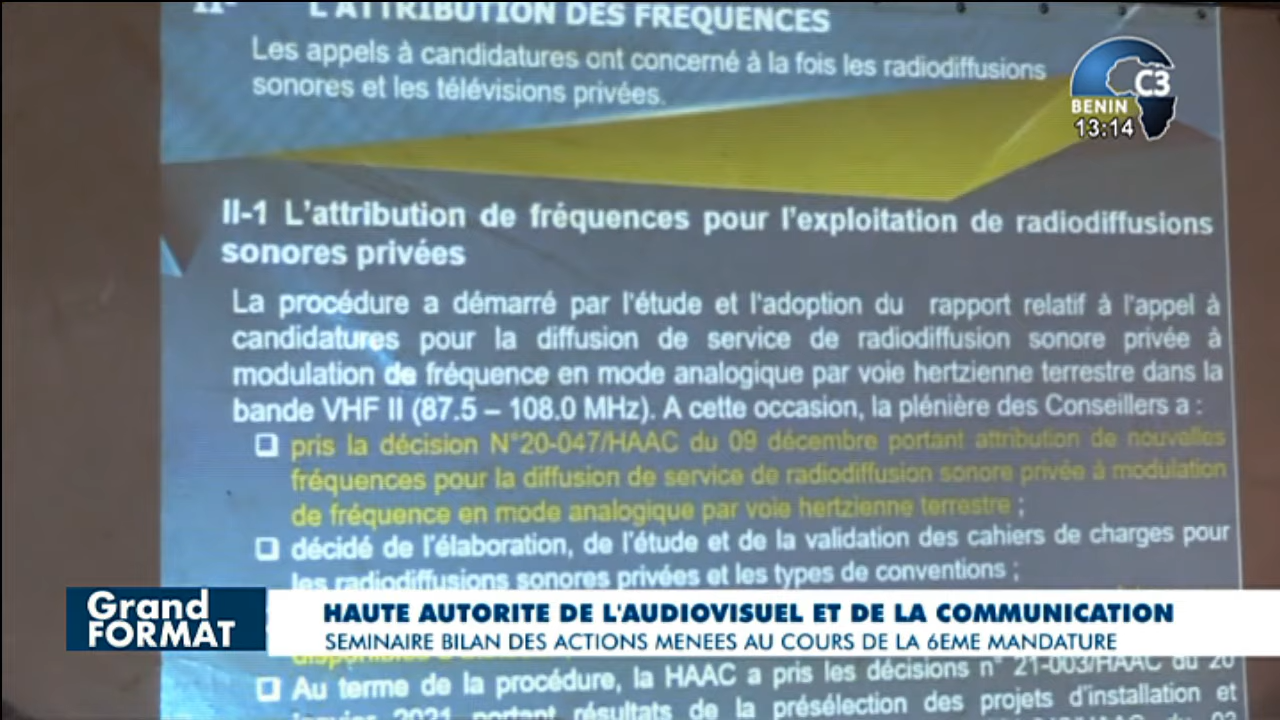 II- L'ATTRIBUTION DES FREQUENCES
Les appels à candidatures ont concerné à la fois les radiodiffusions
sonores et les télévisions privées.
C3
BENIN
13:14
II-1 L'attribution de fréquences pour l'exploitation de radiodiffusions
sonores privées
La procédure a démarré par l'étude et l'adoption du rapport relatif à l'appel à
candidatures pour la diffusion de service de radiodiffusion sonore privée à
modulation de fréquence en mode analogique par voie hertzienne terrestre dans la
bande VHF II (87.5 – 108.0 MHz). A cette occasion, la plénière des Conseillers a :
❑ pris la décision N°20-047/HAAC du 09 décembre portant attribution de nouvelles
fréquences pour la diffusion de service de radiodiffusion sonore privée à modulation
de fréquence en mode analogique par voie hertzienne terrestre ;
❑ décidé de l'élaboration, de l'étude et de la validation des cahiers de charges pour
les radiodiffusions sonores privées et les types de conventions ;
Grand
FORMAT
HAUTE AUTORITE DE L'AUDIOVISUEL ET DE LA COMMUNICATION
SEMINAIRE BILAN DES ACTIONS MENEES AU COURS DE LA 6EME MANDATURE
❑ Au terme de la procédure, la HAAC a pris les décisions n° 21-003/HAAC du 20
janvier 2021 portant résultats de la présélection des projets d'installation et